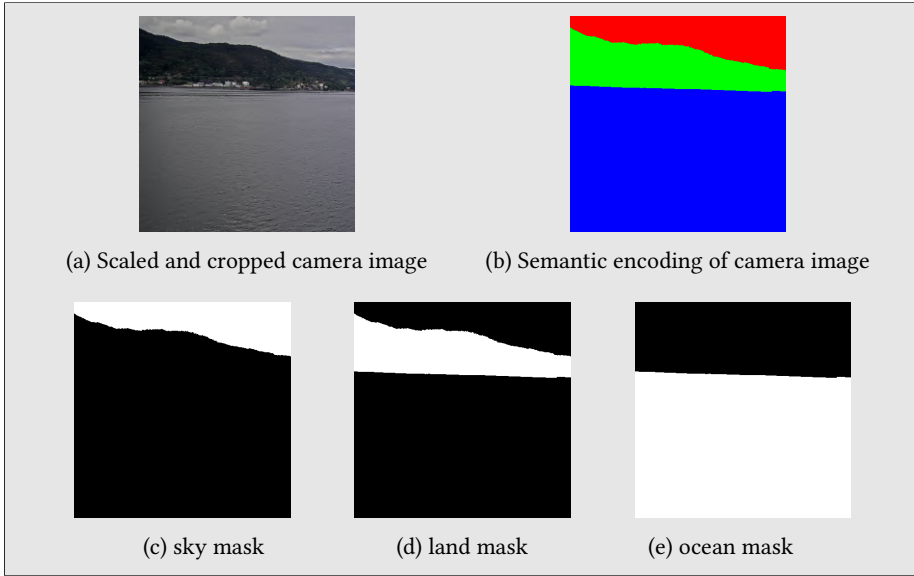 (a) Scaled and cropped camera image
(b) Semantic encoding of camera image
(c) sky mask
(d) land mask
(e) ocean mask